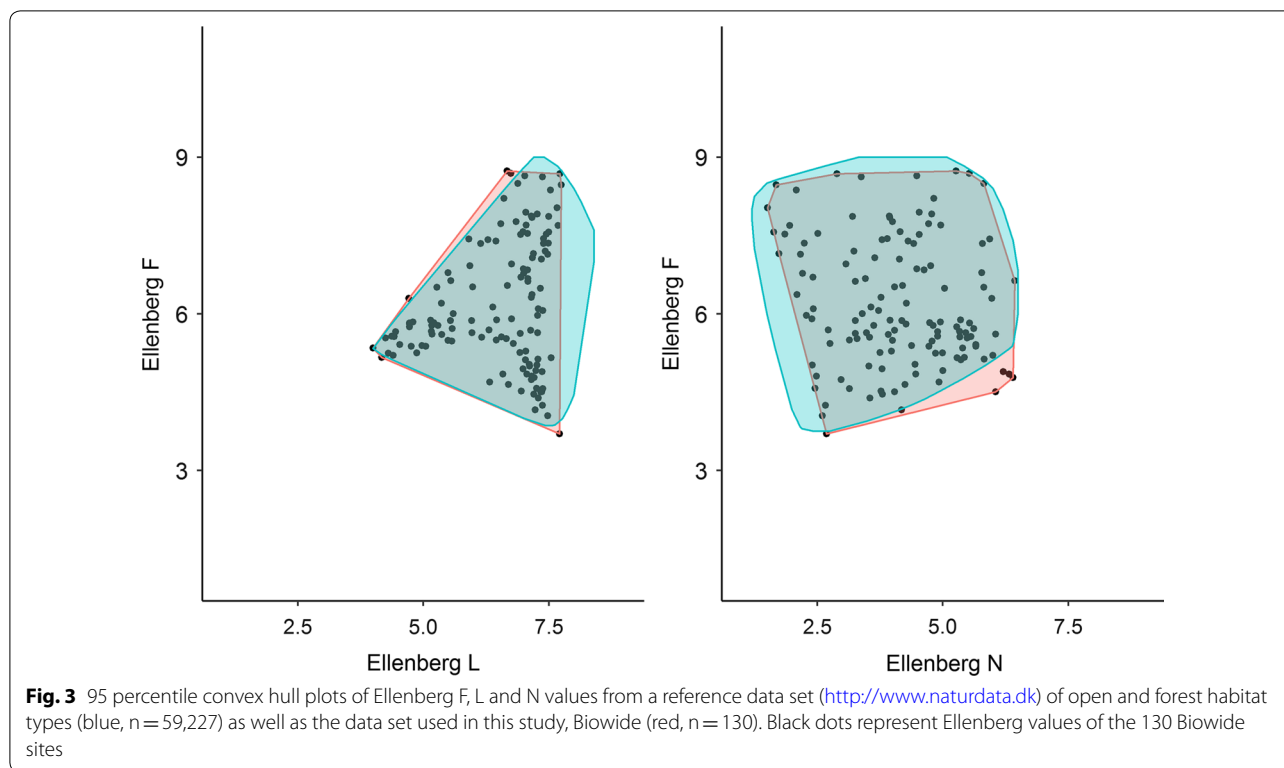 9
6
3
Ellenberg F
2.5 5.0 7.5
Ellenberg L
9
6
3
Ellenberg F
2.5 5.0 7.5
Ellenberg N
Fig. 3 95 percentile convex hull plots of Ellenberg F, L and N values from a reference data set (http://www.naturdata.dk) of open and forest habitat
types (blue, n = 59,227) as well as the data set used in this study, Biowide (red, n = 130). Black dots represent Ellenberg values of the 130 Biowide
sites